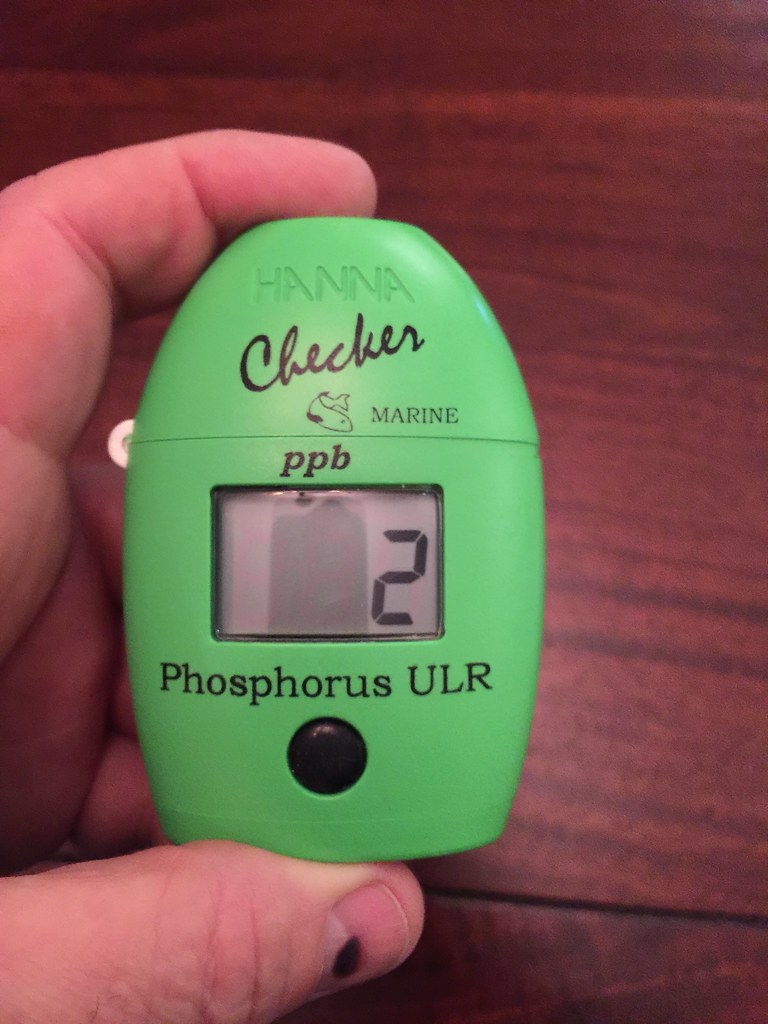 HANNA
Checker
MARINE
ppb
2
Phosphorus ULR